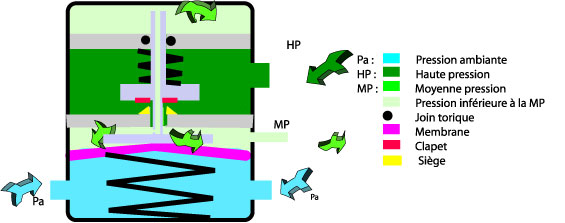 HP
MP
Pa
Pa
Pa : Pression ambiante
HP : Haute pression
MP : Moyenne pression
Pression inférieure à la MP
Join torique
Membrane
Clapet
Siège